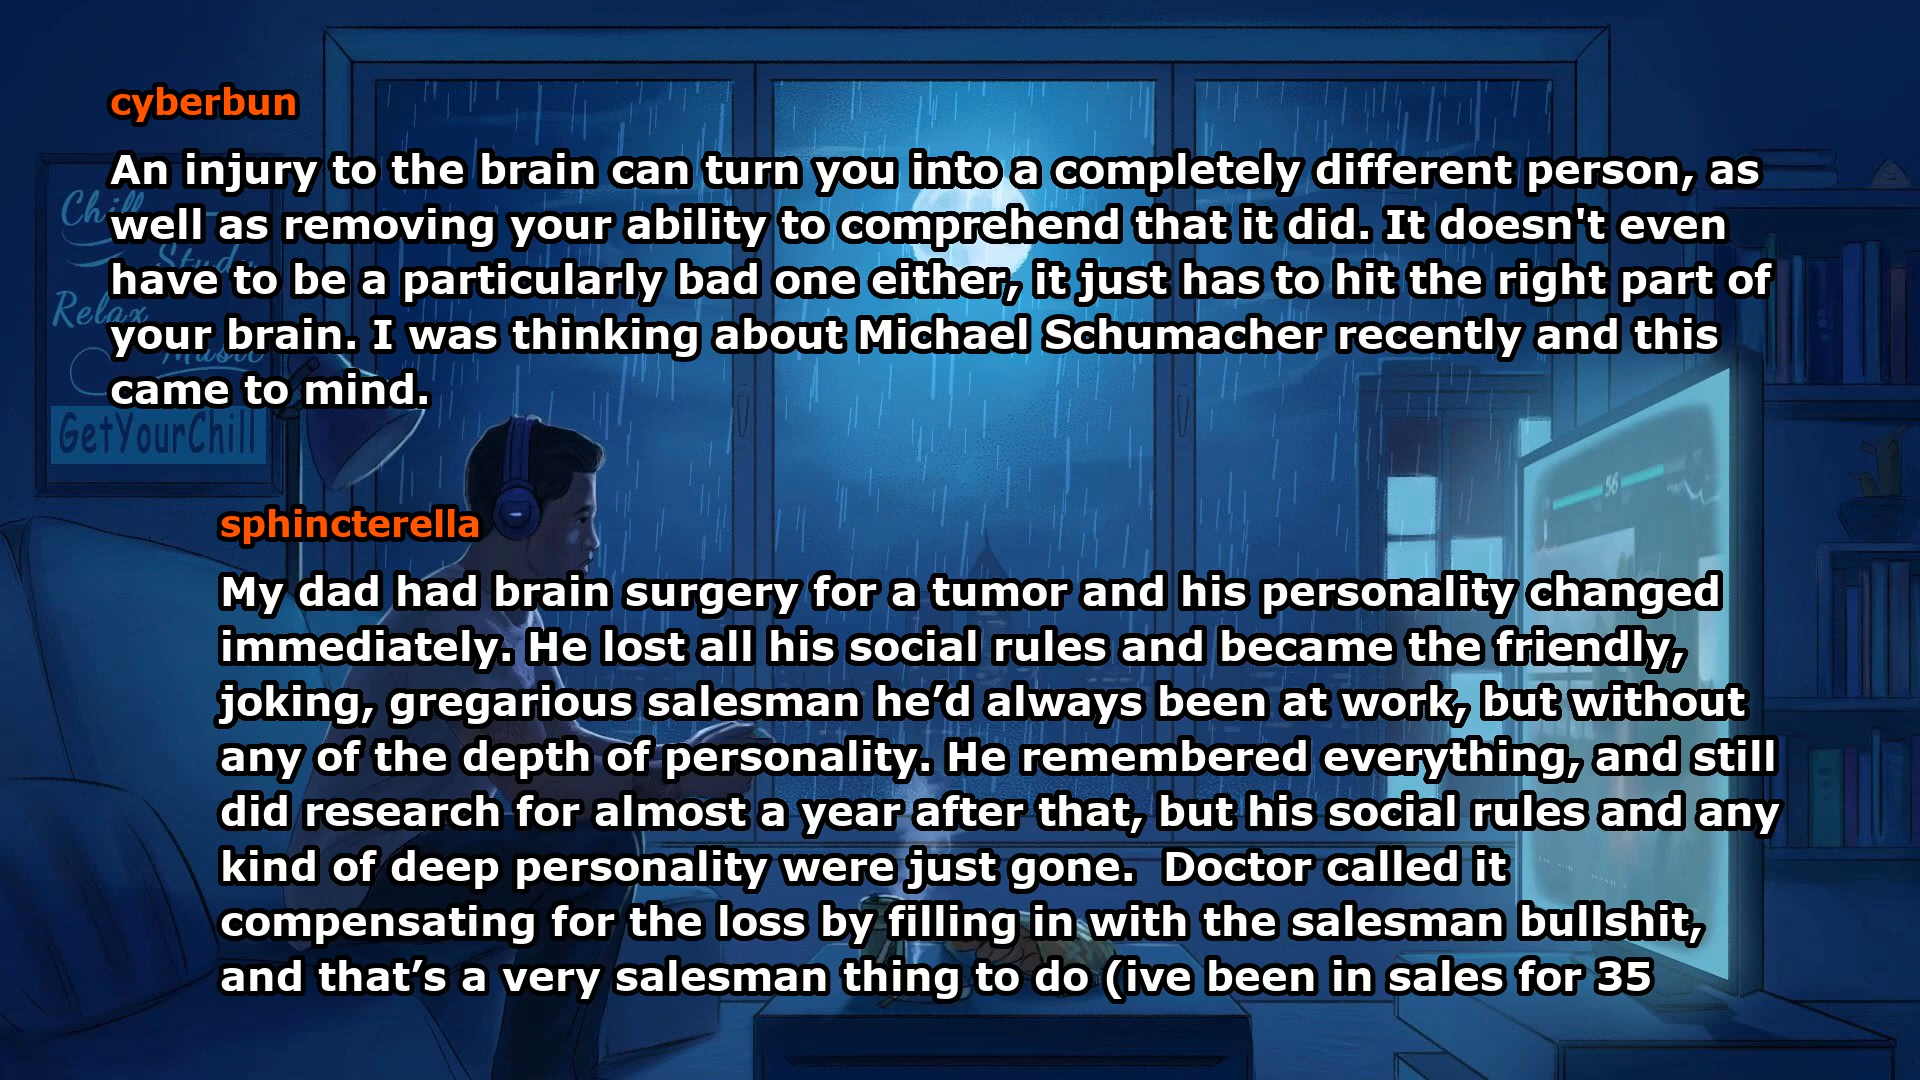 cyberbun
An injury to the brain can turn you into a completely different person, as
well as removing your ability to comprehend that it did. It doesn't even
have to be a particularly bad one either, it just has to hit the right part of
your brain. I was thinking about Michael Schumacher recently and this
came to mind.
Chill
Study
Relax
Music
GetYourChill
56
sphincterella
My dad had brain surgery for a tumor and his personality changed
immediately. He lost all his social rules and became the friendly,
joking, gregarious salesman he’d always been at work, but without
any of the depth of personality. He remembered everything, and still
did research for almost a year after that, but his social rules and any
kind of deep personality were just gone.  Doctor called it
compensating for the loss by filling in with the salesman bullshit,
and that’s a very salesman thing to do (ive been in sales for 35